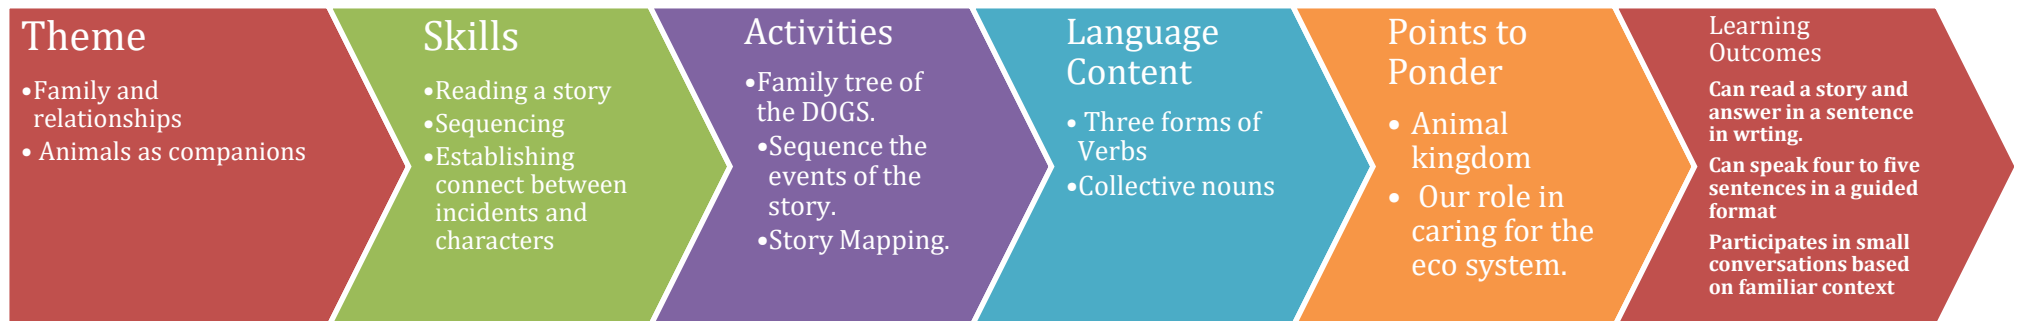 Theme
•Family and
relationships
• Animals as companions
Skills
•Reading a story
•Sequencing
•Establishing
connect between
incidents and
characters
Activities
•Family tree of
the DOGS.
•Sequence the
events of the
story.
•Story Mapping.
Language
Content
• Three forms of
Verbs
•Collective nouns
Points to
Ponder
• Animal
kingdom
• Our role in
caring for the
eco system.
Learning
Outcomes
Can read a story and
answer in a sentence
in wrting.
Can speak four to five
sentences in a guided
format
Participates in small
conversations based
on familiar context